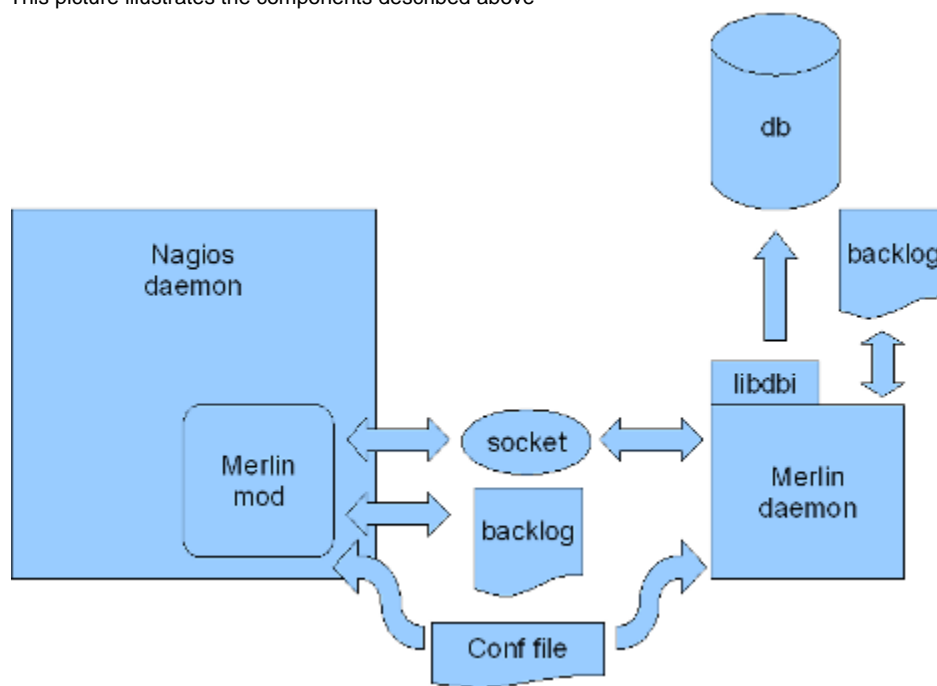 This picture illustrates the components described above
db
Nagios
daemon
backlog
libdbi
Merlin
mod
socket
Merlin
daemon
backlog
Conf file